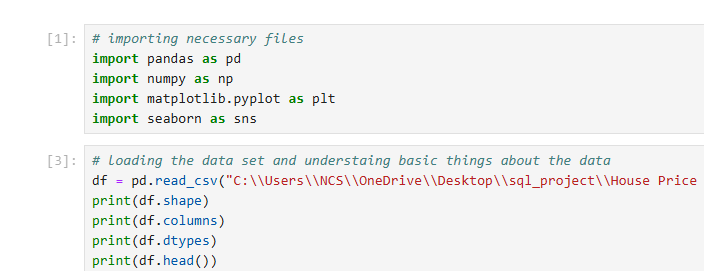 [1]: # importing necessary files
import pandas as pd
import numpy as np
import matplotlib.pyplot as plt
import seaborn as sns
[3]: # loading the data set and understaing basic things about the data
df = pd.read_csv("C:\\Users\\NCS\\OneDrive\\Desktop\\sql_project\\House Price
print(df.shape)
print(df.columns)
print(df.dtypes)
print(df.head())